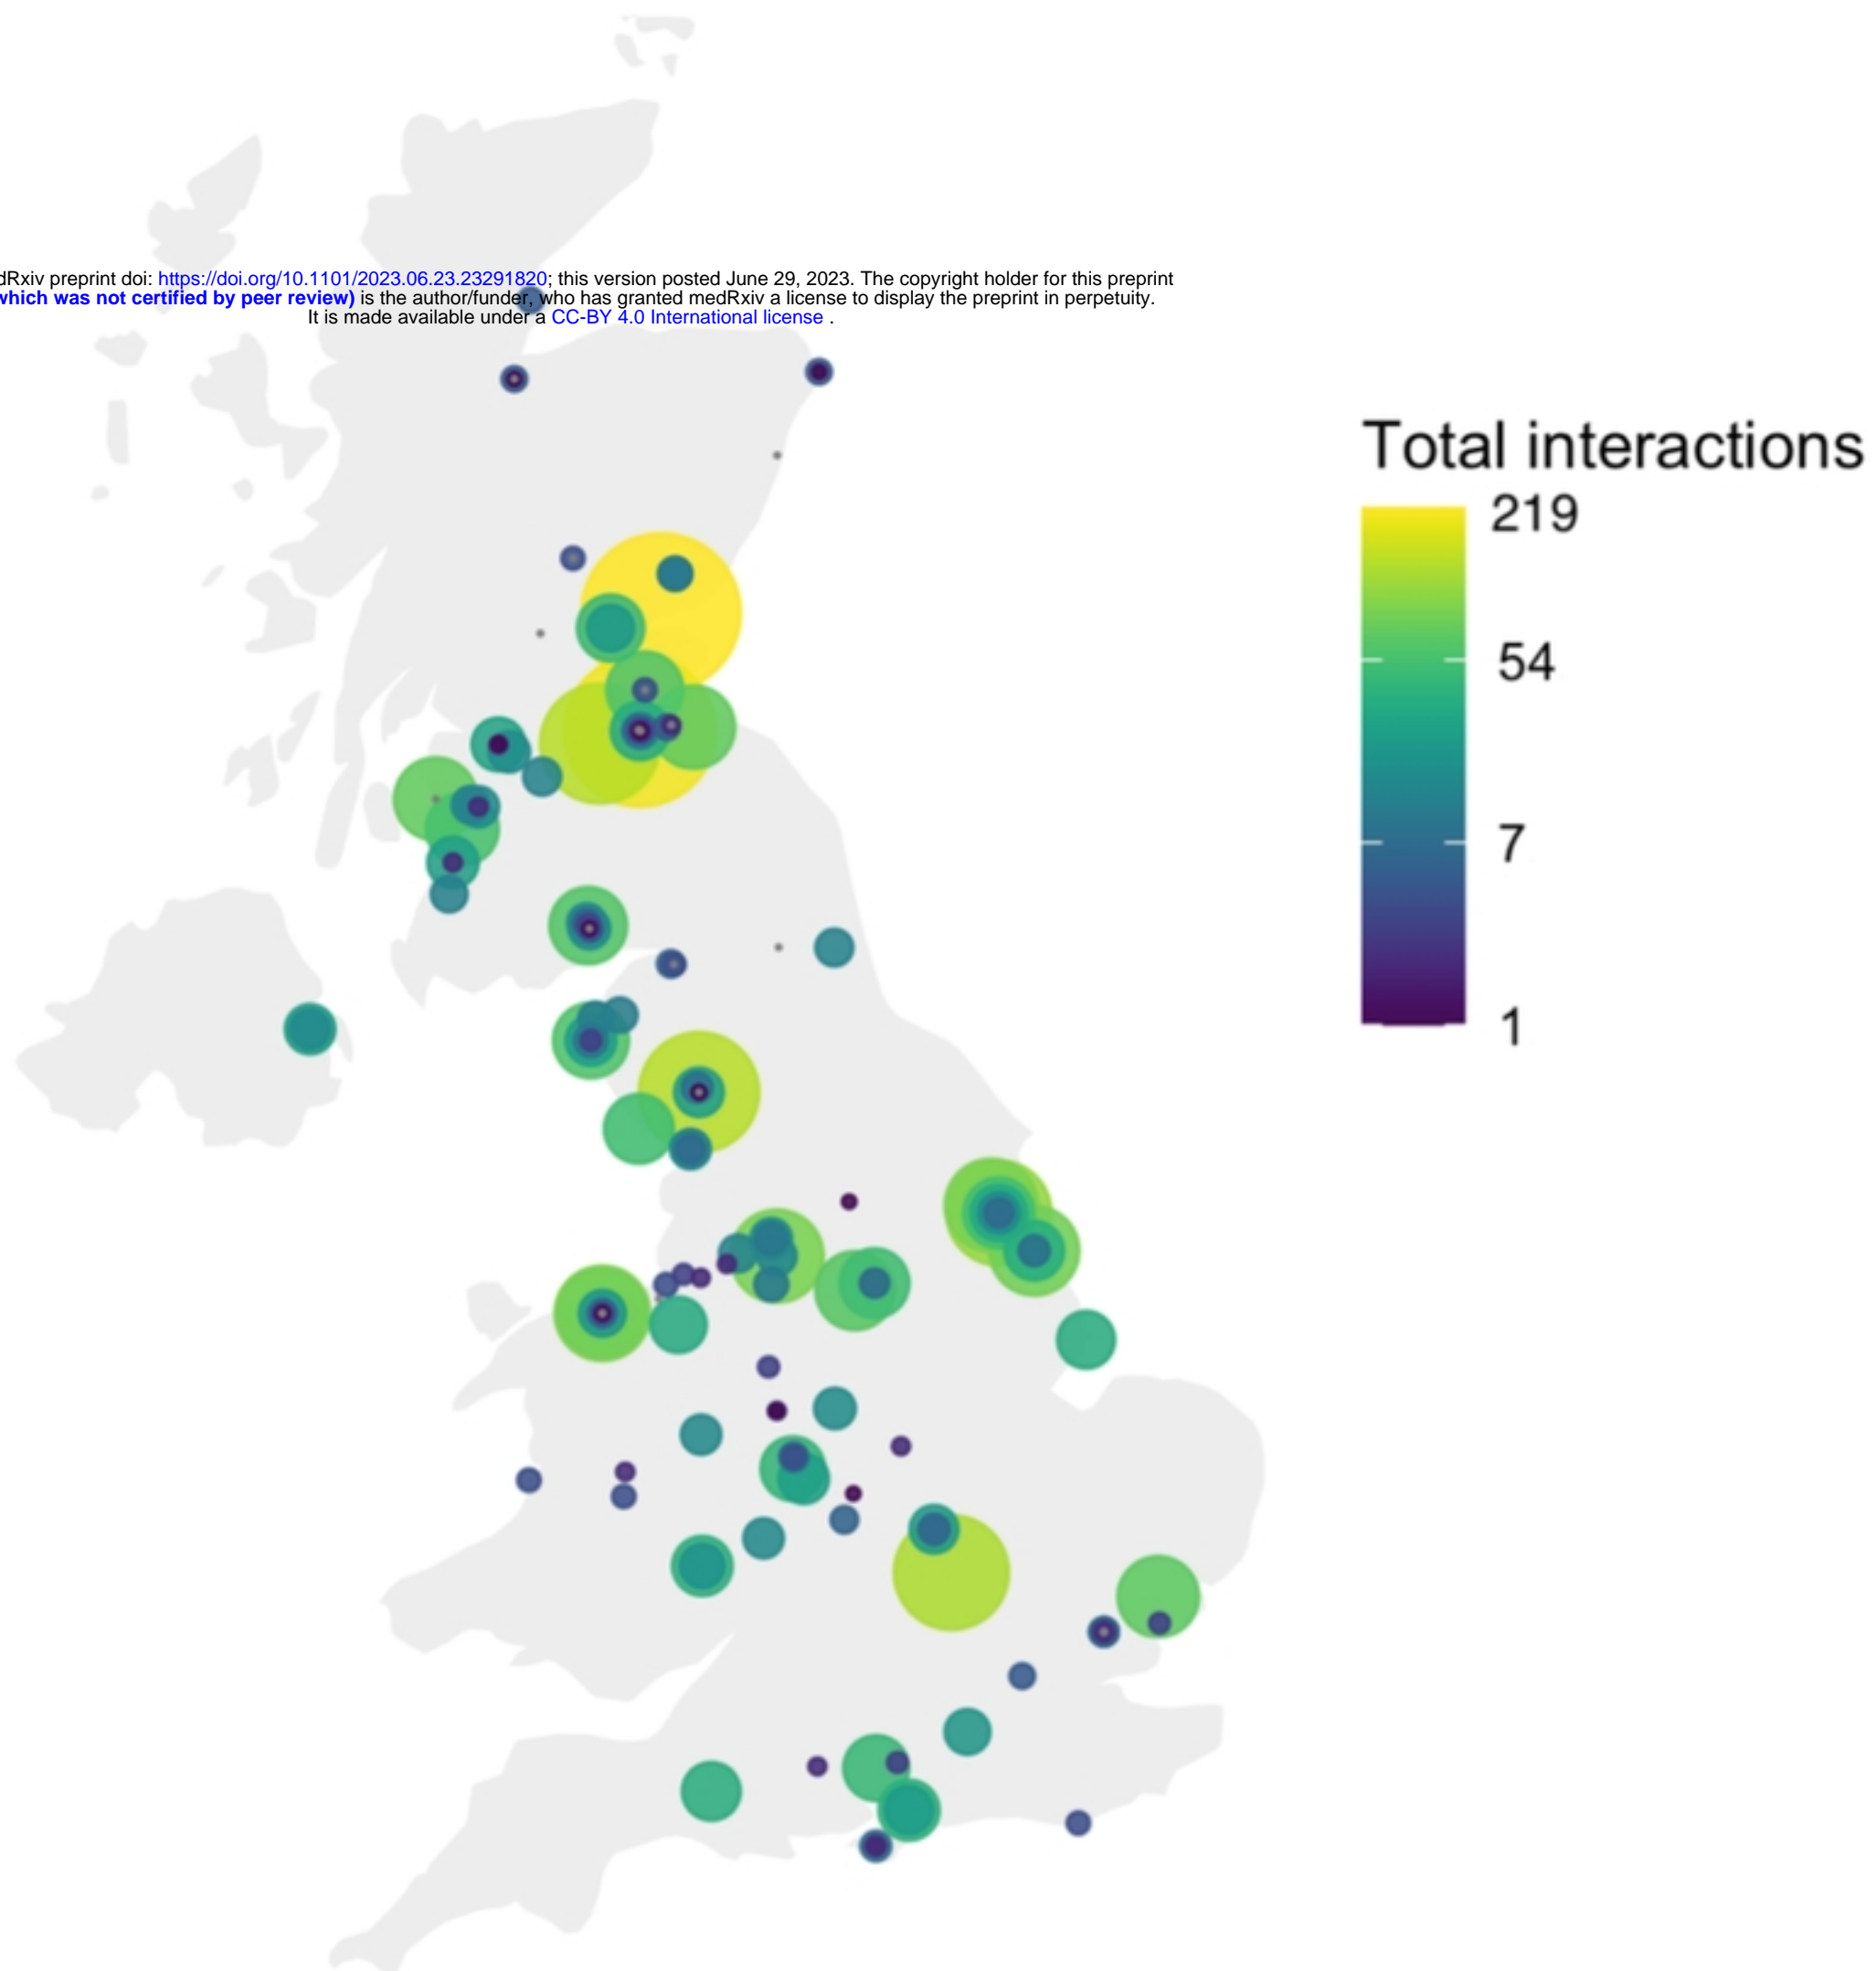 dRxiv preprint doi: https://doi.org/10.1101/2023.06.23.23291820; this version posted June 29, 2023. The copyright holder for this preprint
which was not certified by peer review) is the author/funder, who has granted medRxiv a license to display the preprint in perpetuity.
It is made available under a CC-BY 4.0 International license .
Total interactions
219
54
7
1